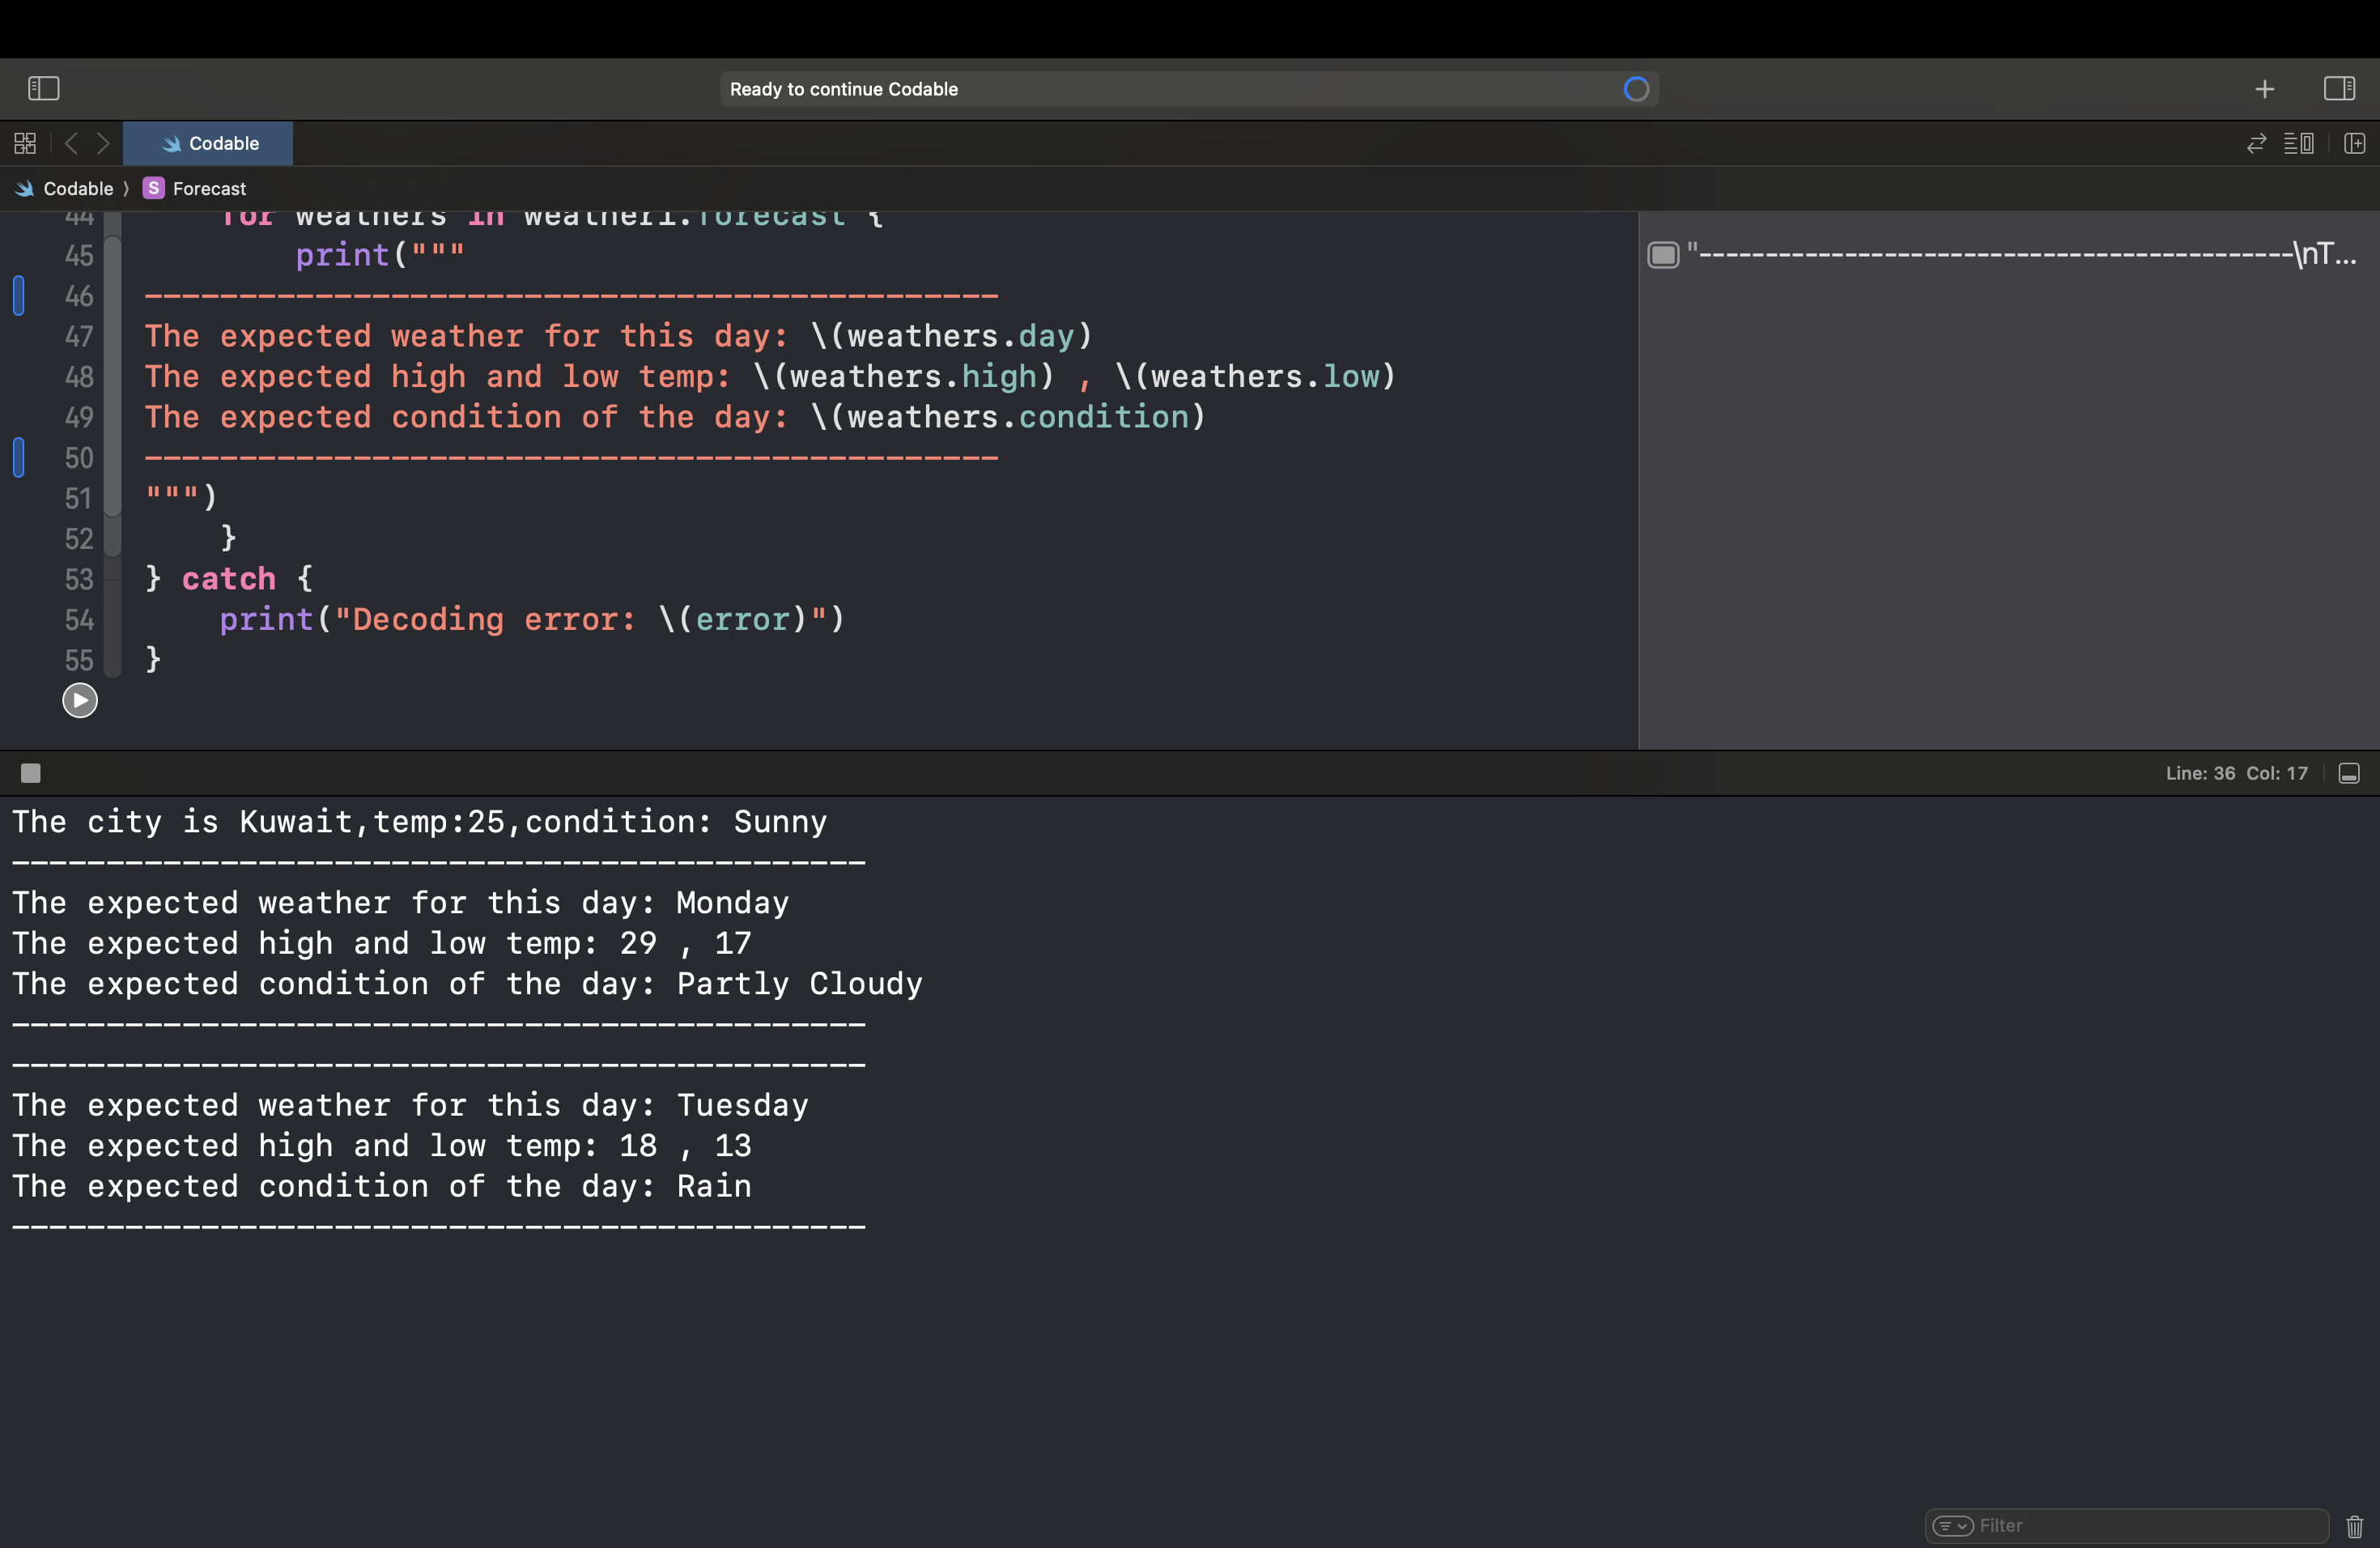 Ready to continue Codable
Codable
Codable 〉 S Forecast
44 for weathers in weather1.forecast {
45 print("""
46 ---------------------------------------------
47 The expected weather for this day: \(weathers.day)
48 The expected high and low temp: \(weathers.high) , \(weathers.low)
49 The expected condition of the day: \(weathers.condition)
50 ---------------------------------------------
51 """)
52 }
53 } catch {
54 print("Decoding error: \(error)")
55 }
"---------------------------------------------\nT...
Line: 36 Col: 17
The city is Kuwait,temp:25,condition: Sunny
---------------------------------------------
The expected weather for this day: Monday
The expected high and low temp: 29 , 17
The expected condition of the day: Partly Cloudy
---------------------------------------------
---------------------------------------------
The expected weather for this day: Tuesday
The expected high and low temp: 18 , 13
The expected condition of the day: Rain
---------------------------------------------
Filter